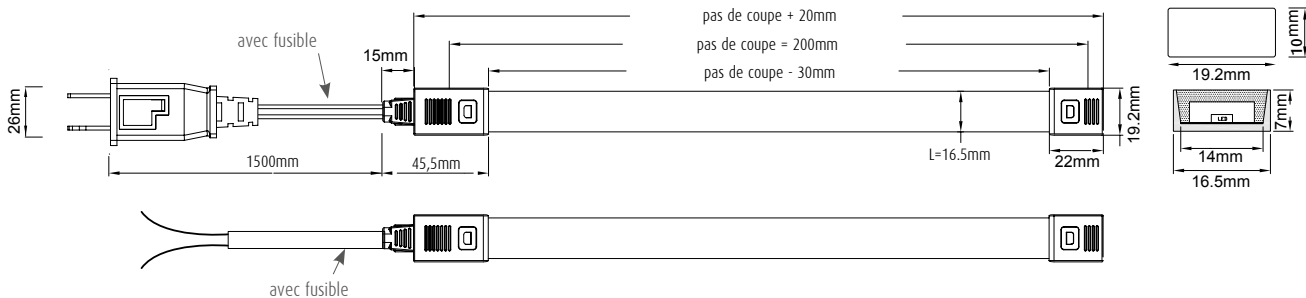 pas de coupe + 20mm
avec fusible
pas de coupe = 200mm
15mm
pas de coupe - 30mm
10mm
19.2mm
26mm
19.2mm
LED
7mm
1500mm
45,5mm
L=16.5mm
22mm
14mm
16.5mm
D
D
D
D
avec fusible